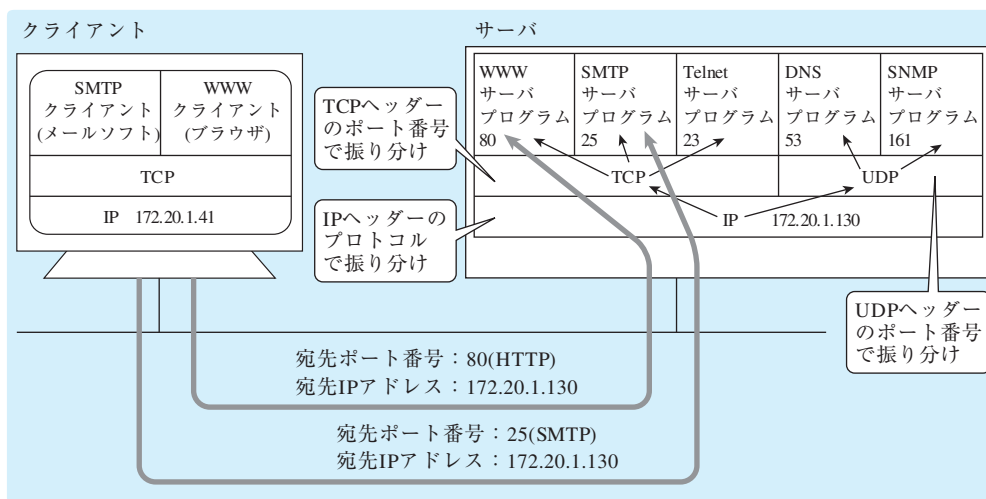 クライアント
SMTP
クライアント
(メールソフト)
WWW
クライアント
(ブラウザ)
TCP
IP 172.20.1.41
TCPヘッダー
のポート番号
で振り分け
IPヘッダーの
プロトコル
で振り分け
サーバ
WWW
サーバ
プログラム
80
SMTP
サーバ
プログラム
25
Telnet
サーバ
プログラム
23
DNS
サーバ
プログラム
53
SNMP
サーバ
プログラム
161
TCP
UDP
IP 172.20.1.130
UDPヘッダー
のポート番号
で振り分け
宛先ポート番号：80(HTTP)
宛先IPアドレス：172.20.1.130
宛先ポート番号：25(SMTP)
宛先IPアドレス：172.20.1.130